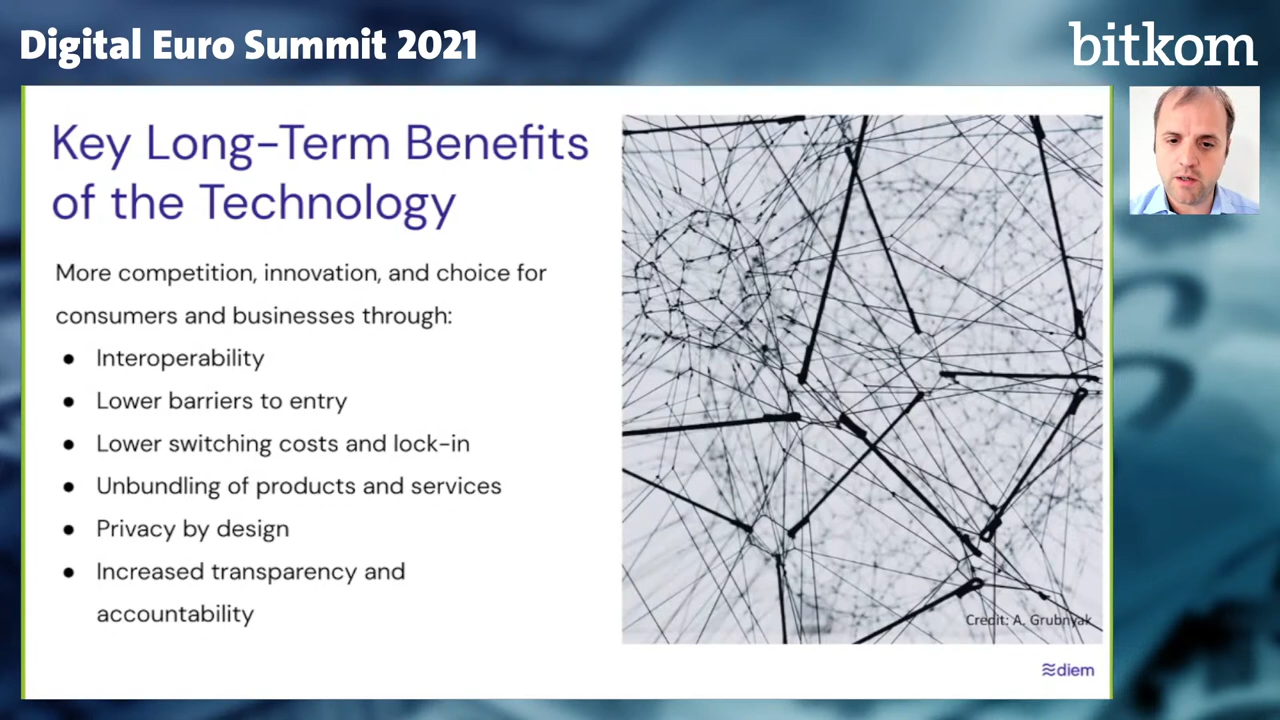 Digital Euro Summit 2021
bitkom
Key Long-Term Benefits
of the Technology
More competition, innovation, and choice for
consumers and businesses through:
● Interoperability
● Lower barriers to entry
● Lower switching costs and lock-in
● Unbundling of products and services
● Privacy by design
● Increased transparency and
accountability
Credit: A. Grubnyak
diem